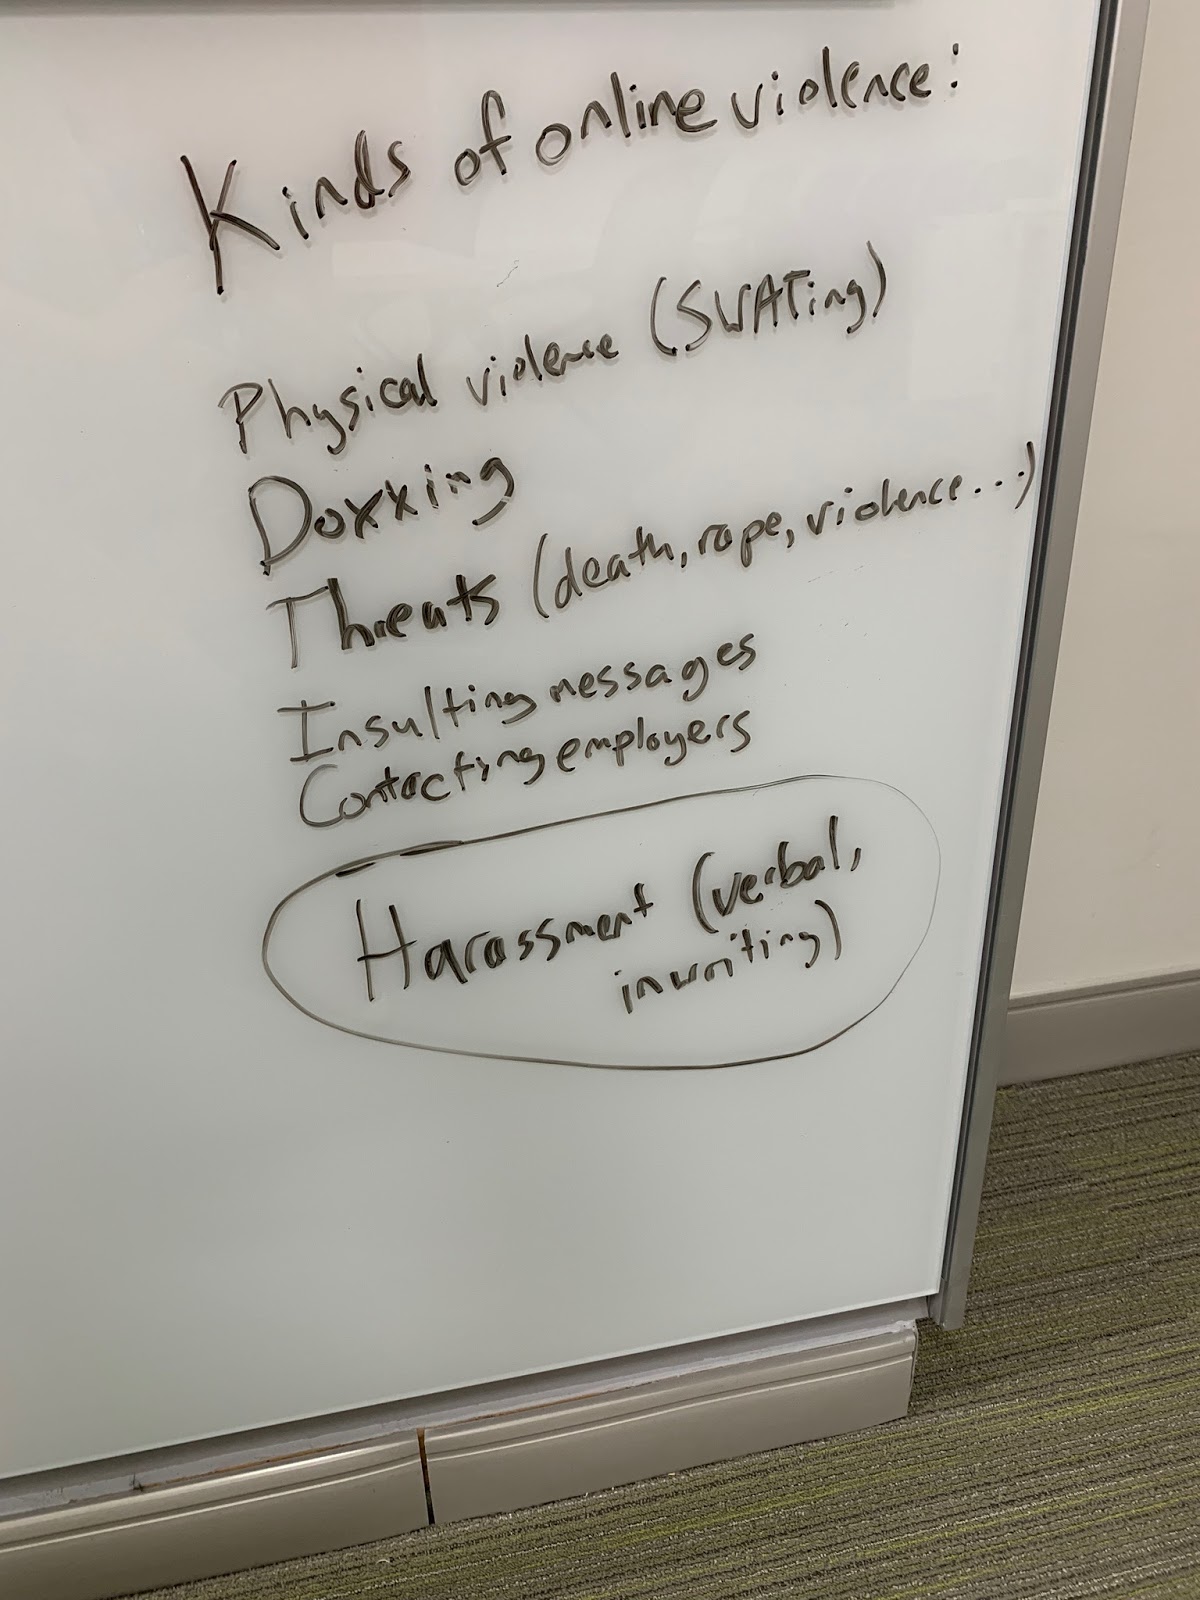 Kinds of online violence:
Physical violence (SWATing)
Doxxing
Threats (death, rape, violence...)
Insulting messages
Contacting employers
Harassment (verbal,
in writing)